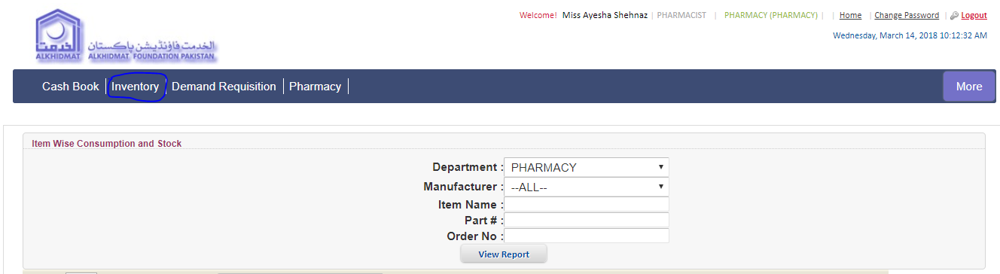 Welcome! Miss Ayesha Shehnaz | PHARMACIST | PHARMACY (PHARMACY) | | Home | Change Password | Logout
Wednesday, March 14, 2018 10:12:32 AM
الخدمت
ALKHIDMAT
الخدمت فاؤنڈیشن پاکستان
ALKHIDMAT FOUNDATION PAKISTAN
Cash Book | Inventory | Demand Requisition | Pharmacy | More
Item Wise Consumption and Stock
Department : PHARMACY
Manufacturer : --ALL--
Item Name :
Part # :
Order No :
View Report